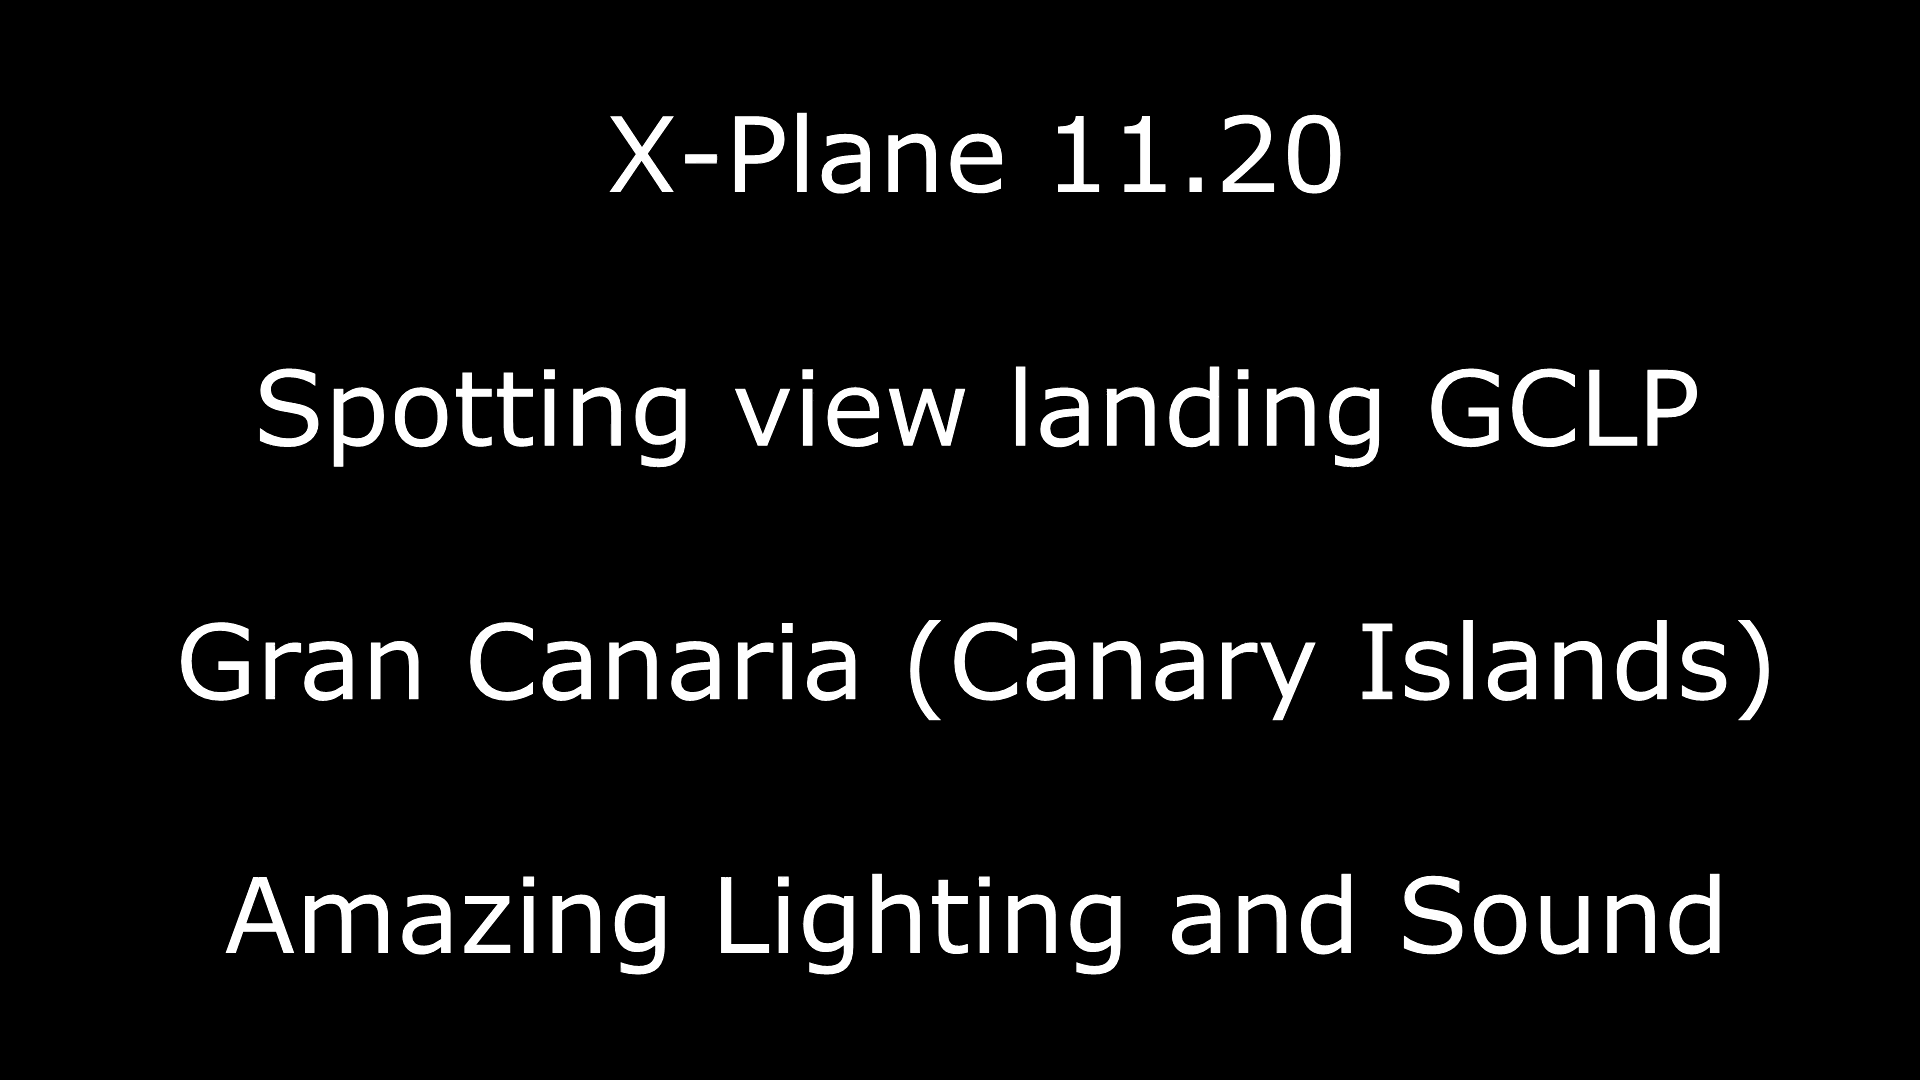 X-Plane 11.20
Spotting view landing GCLP
Gran Canaria (Canary Islands)
Amazing Lighting and Sound